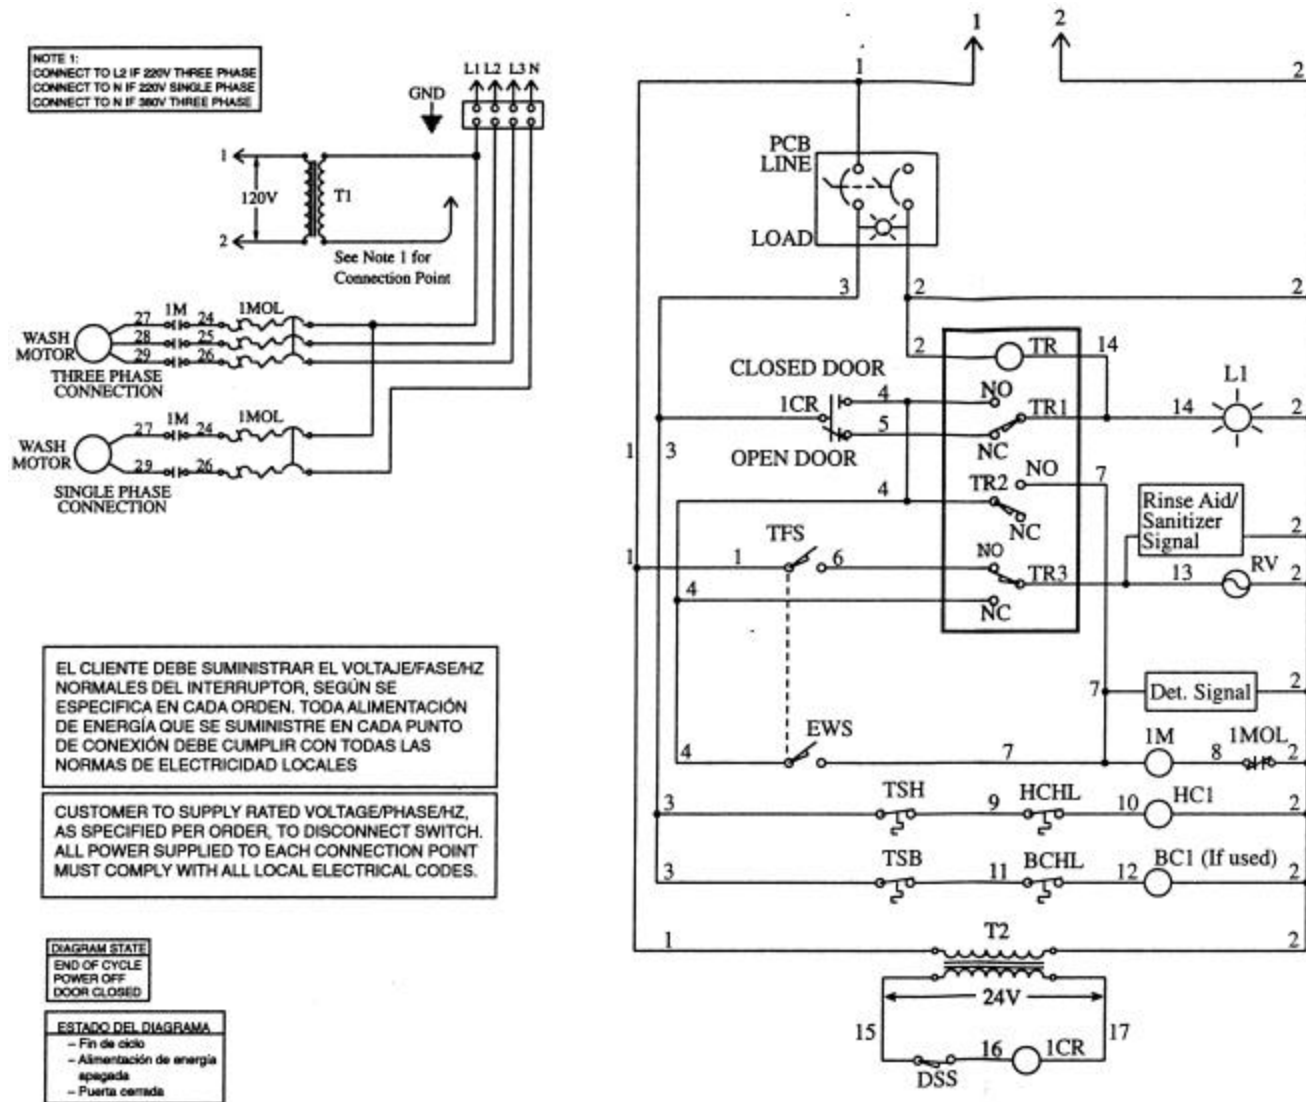 NOTE 1:
CONNECT TO L2 IF 220V THREE PHASE
CONNECT TO N IF 220V SINGLE PHASE
CONNECT TO N IF 380V THREE PHASE
GND
L1 L2 L3 N
1
120V
T1
2
See Note 1 for
Connection Point
27 1M 24 1MOL
28 25
29 26
WASH
MOTOR
THREE PHASE
CONNECTION
27 1M 24 1MOL
29 26
WASH
MOTOR
SINGLE PHASE
CONNECTION
EL CLIENTE DEBE SUMINISTRAR EL VOLTAJE/FASE/HZ
NORMALES DEL INTERRUPTOR, SEGÚN SE
ESPECIFICA EN CADA ORDEN. TODA ALIMENTACIÓN
DE ENERGÍA QUE SE SUMINISTRE EN CADA PUNTO
DE CONEXIÓN DEBE CUMPLIR CON TODAS LAS
NORMAS DE ELECTRICIDAD LOCALES
CUSTOMER TO SUPPLY RATED VOLTAGE/PHASE/HZ,
AS SPECIFIED PER ORDER, TO DISCONNECT SWITCH.
ALL POWER SUPPLIED TO EACH CONNECTION POINT
MUST COMPLY WITH ALL LOCAL ELECTRICAL CODES.
DIAGRAM STATE
END OF CYCLE
POWER OFF
DOOR CLOSED
ESTADO DEL DIAGRAMA
– Fin de ciclo
– Alimentación de energía
apagada
– Puerta cerrada
1 2
1 2
PCB
LINE
LOAD
3 2 2
2 TR 14
CLOSED DOOR
4 NO
1CR TR1 14 L1 2
5
NC
OPEN DOOR
1 3
4 TR2 NO 7
NC
Rinse Aid/
Sanitizer
Signal
2
TFS
1 1 6 NO
TR3 13 RV 2
4 NC
7 Det. Signal 2
EWS
4 7 1M 8 1MOL 2
3 TSH 9 HCHL 10 HC1 2
3 TSB 11 BCHL 12 BC1 (If used) 2
1 T2 2
24V
15 17
DSS 16 1CR